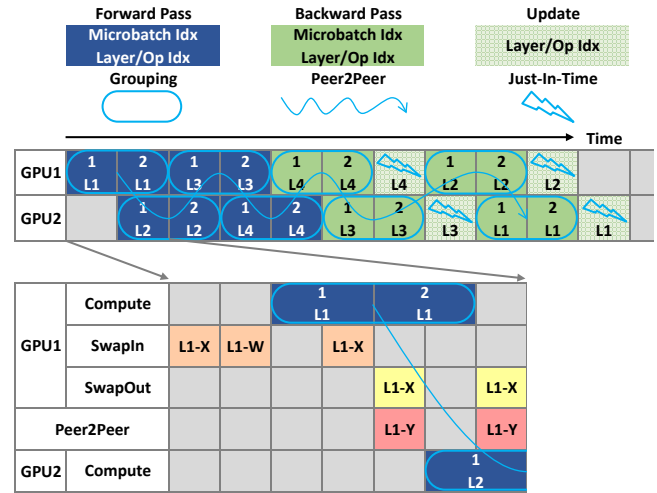 Forward Pass Backward Pass Update
Microbatch Idx Microbatch Idx Layer/Op Idx
Layer/Op Idx Layer/Op Idx
Grouping Peer2Peer Just-In-Time
Time
GPU1 1 2 1 2 1 2 1 2
L1 L1 L3 L3 L4 L4 L4 L2 L2 L2
GPU2 1 2 1 2 1 2 1 2
L2 L2 L4 L4 L3 L3 L3 L1 L1 L1
Compute 1 2
L1 L1
GPU1 SwapIn L1-X L1-W L1-X
SwapOut L1-X L1-X
Peer2Peer L1-Y L1-Y
GPU2 Compute 1
L2